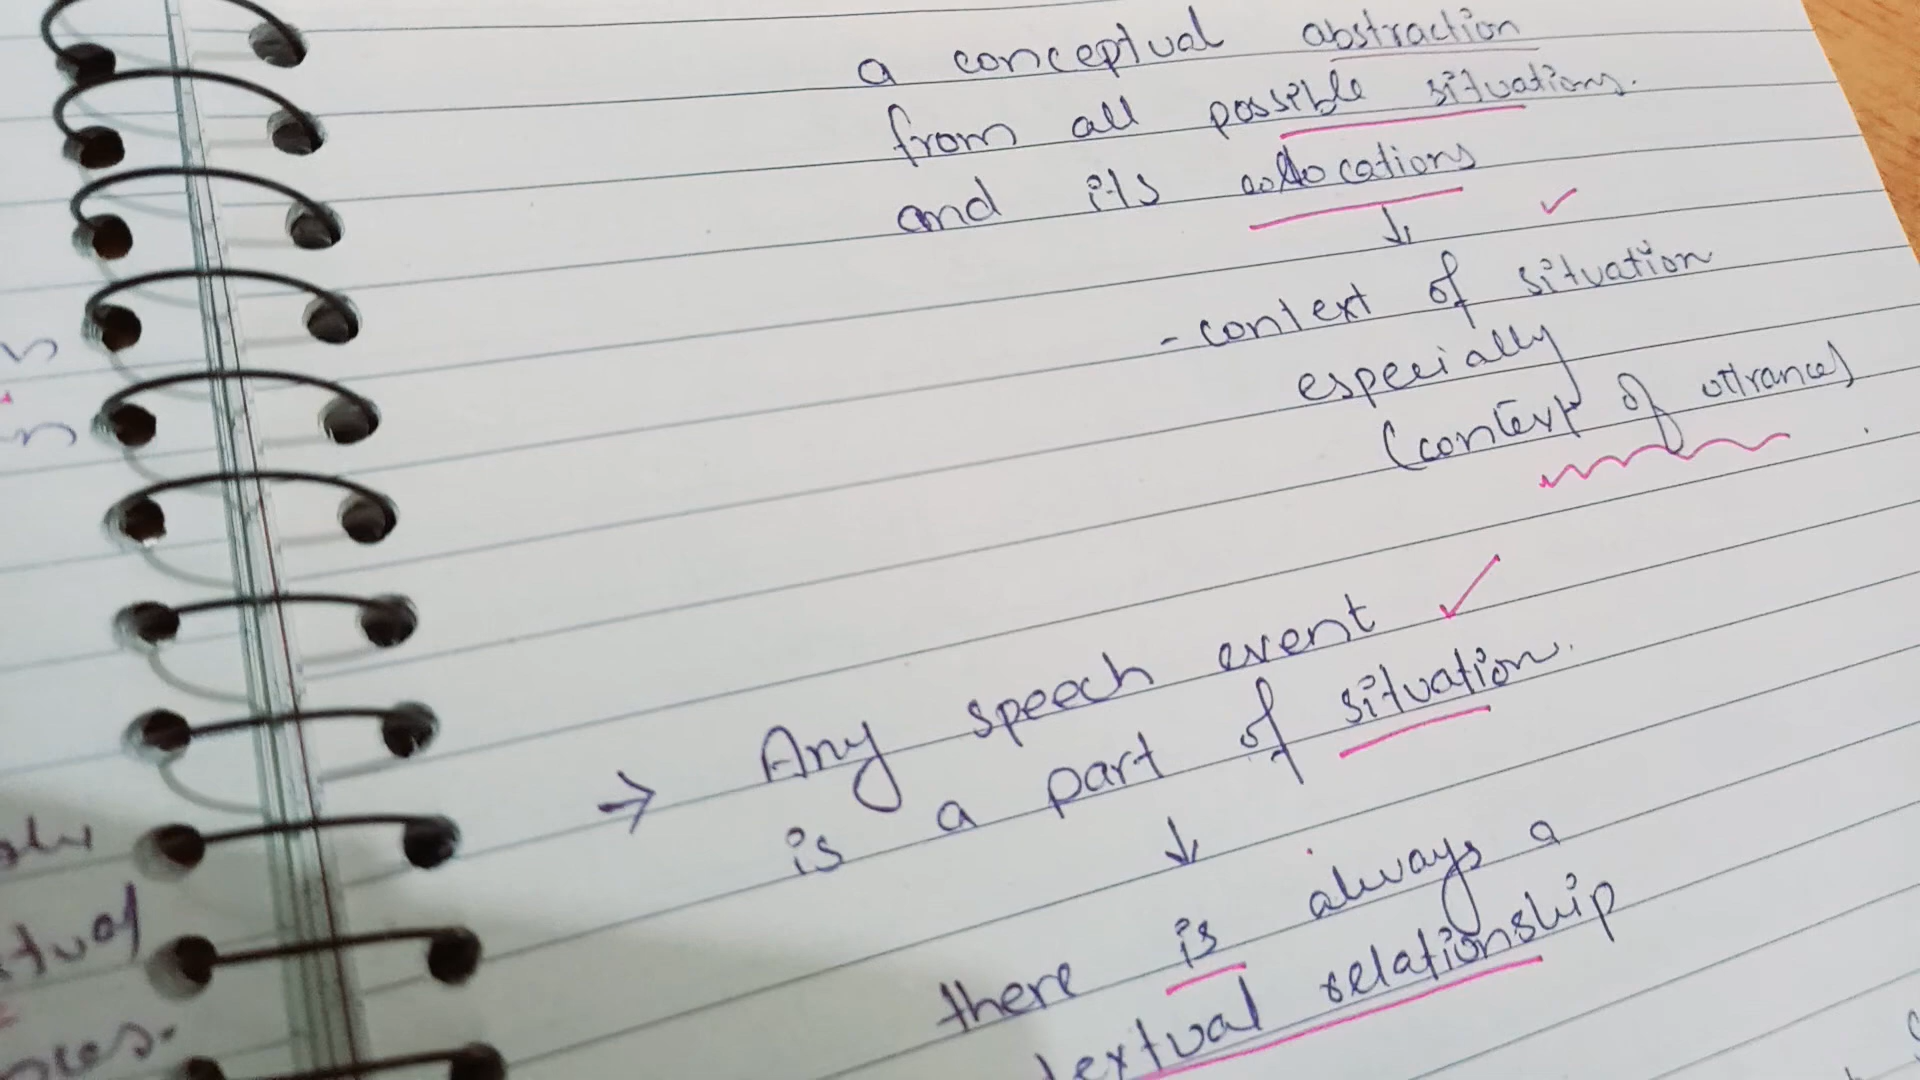 a conceptual abstraction
from all possible situations.
and its collocations
↓
- context of situation
especially
(context of uttrance)
→ Any speech event
is a part of situation.
↓
there is always a
textual relationship